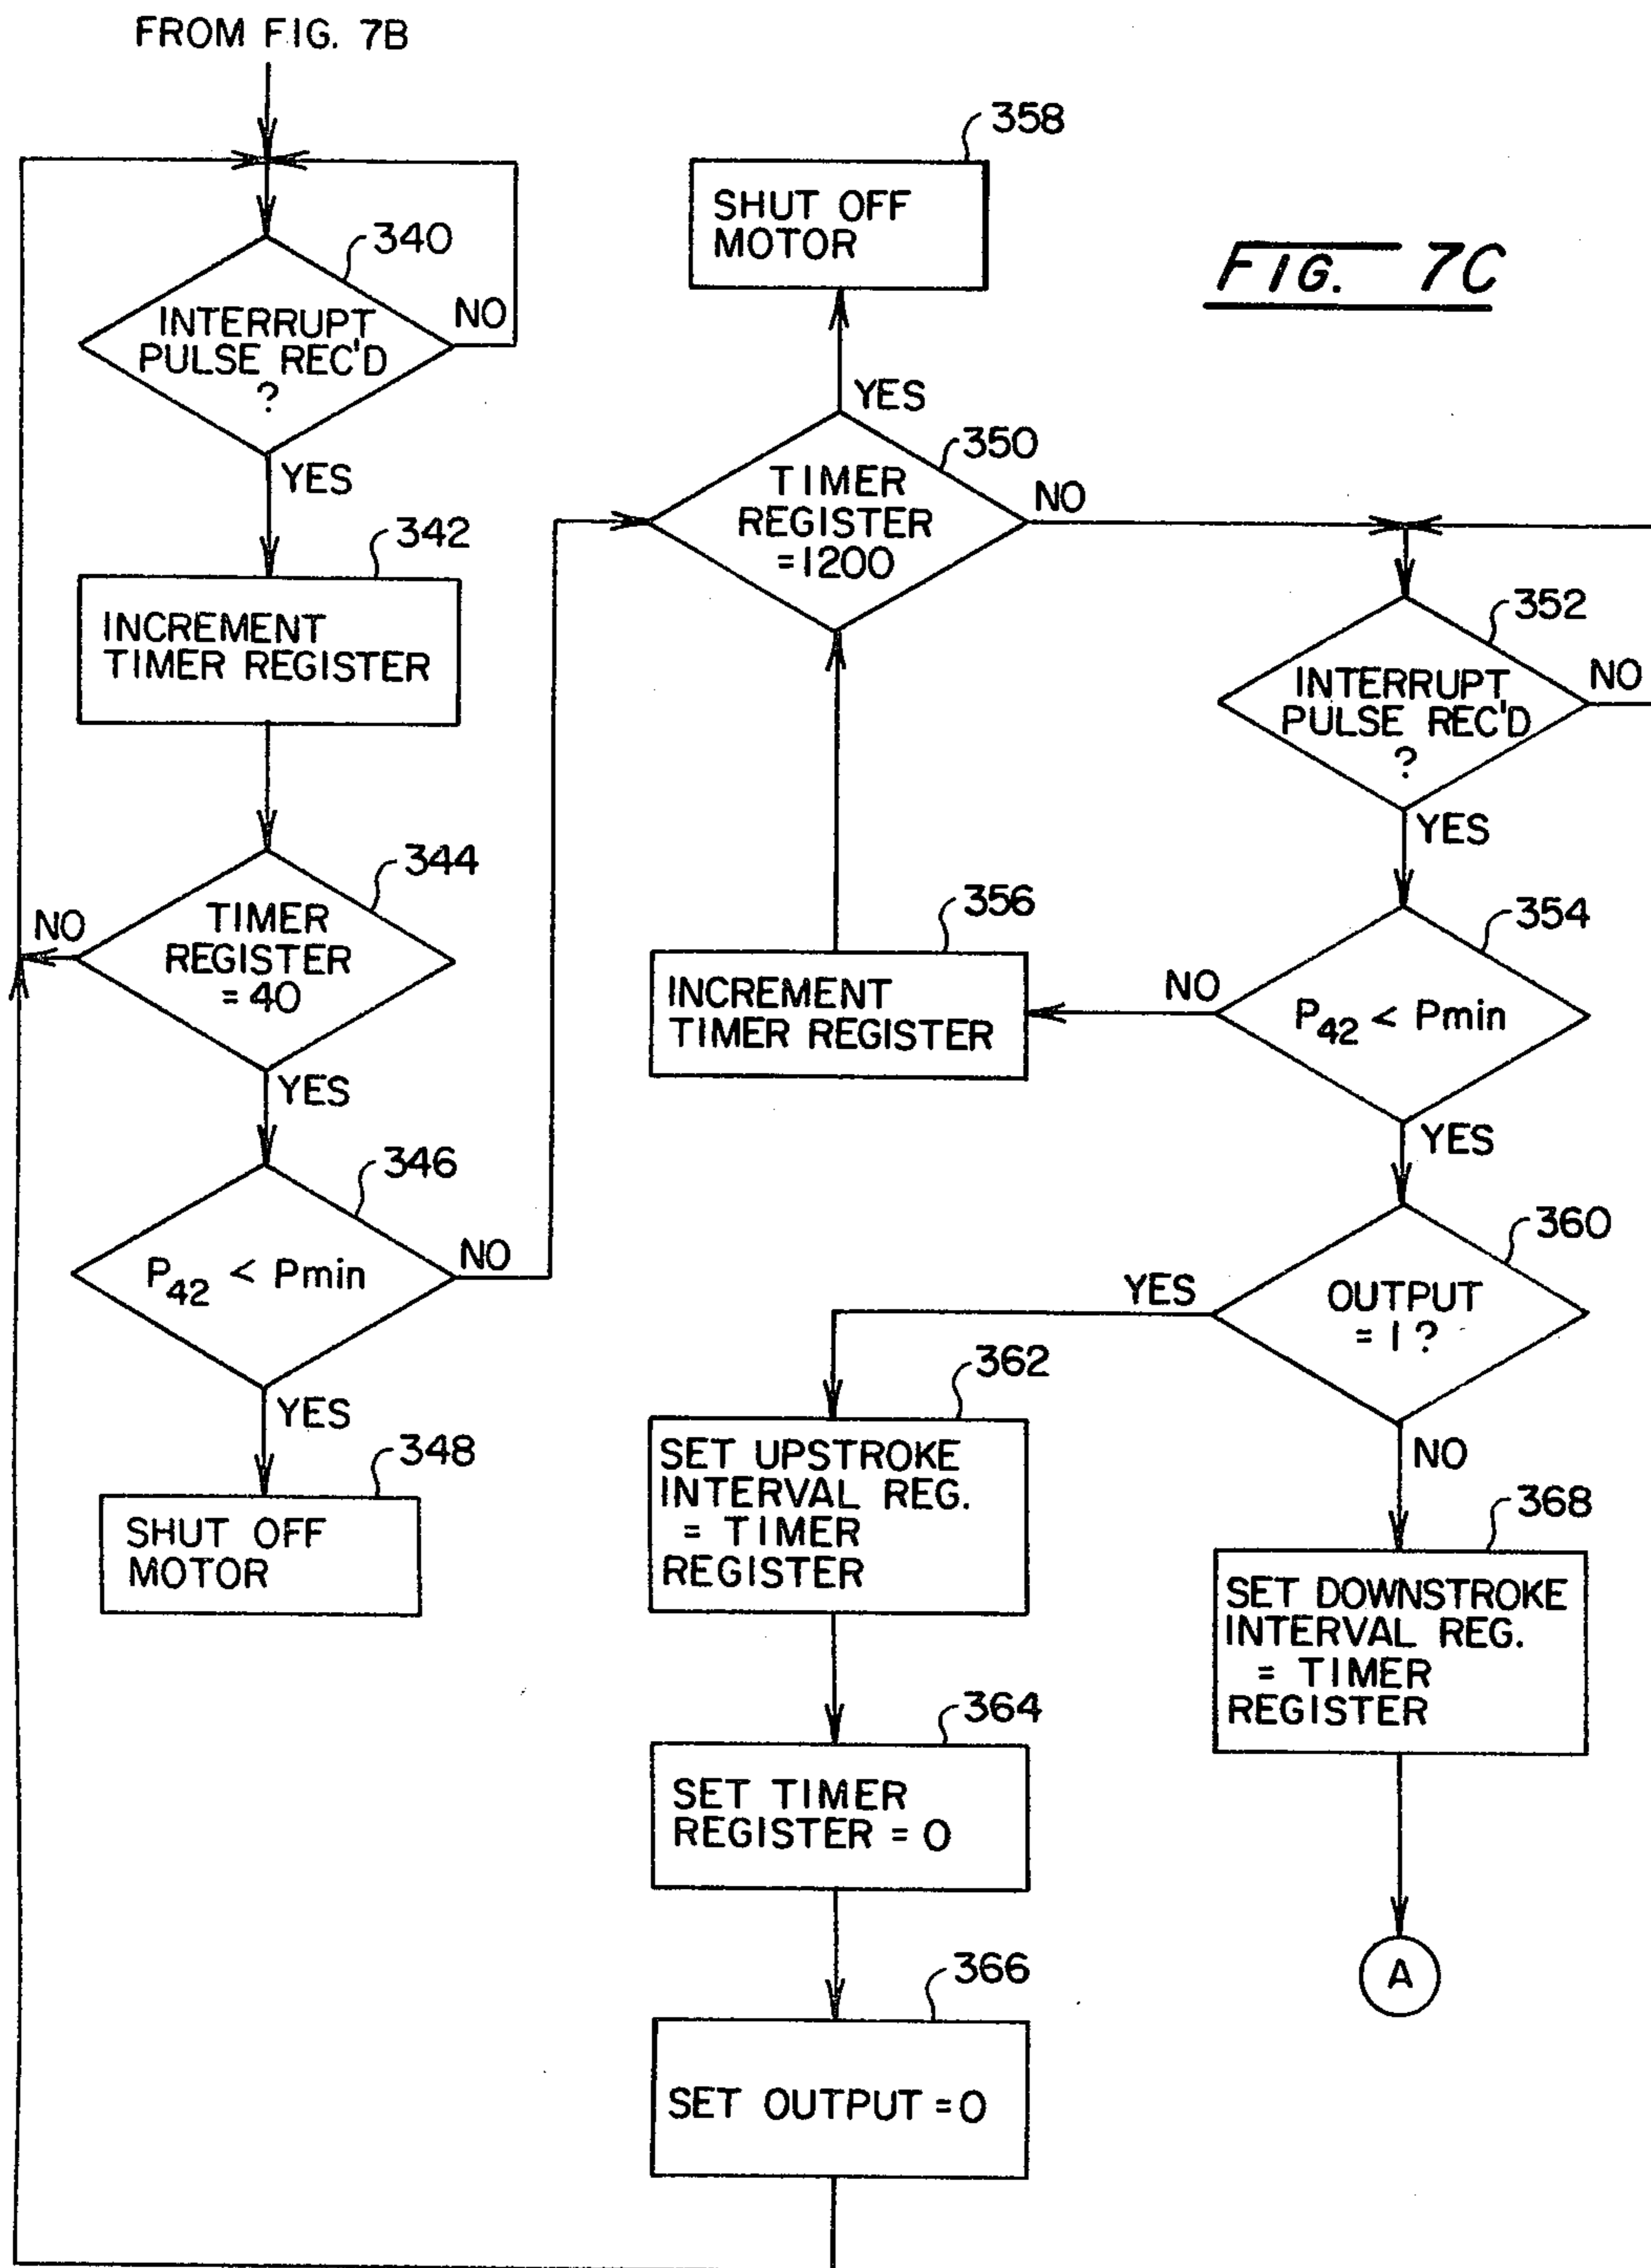 FROM FIG. 7B
340
INTERRUPT
PULSE REC'D
?
NO
YES
342
INCREMENT
TIMER REGISTER
344
TIMER
REGISTER
= 40
NO
YES
346
P42 < Pmin
NO
YES
348
SHUT OFF
MOTOR
358
SHUT OFF
MOTOR
FIG. 7C
YES
350
TIMER
REGISTER
=1200
NO
352
INTERRUPT
PULSE REC'D
?
NO
YES
354
P42 < Pmin
NO
YES
356
INCREMENT
TIMER REGISTER
360
OUTPUT
= 1 ?
YES
NO
362
SET UPSTROKE
INTERVAL REG.
= TIMER
REGISTER
364
SET TIMER
REGISTER = 0
366
SET OUTPUT = 0
368
SET DOWNSTROKE
INTERVAL REG.
= TIMER
REGISTER
A